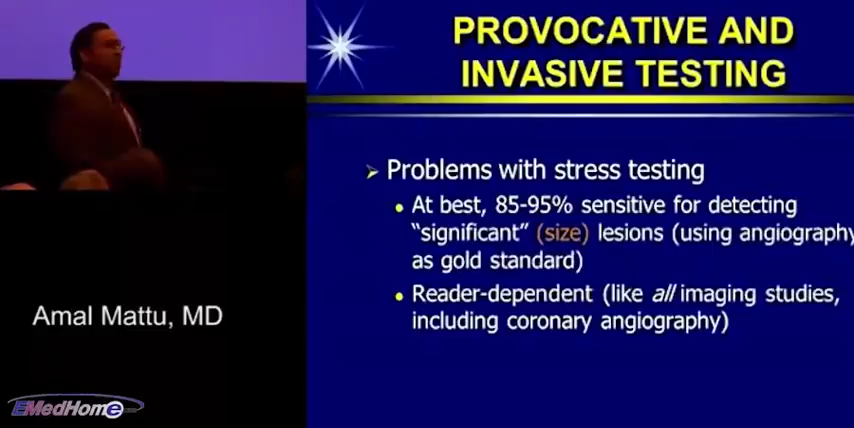 PROVOCATIVE AND
INVASIVE TESTING
Problems with stress testing
At best, 85-95% sensitive for detecting
"significant" (size) lesions (using angiography
as gold standard)
Reader-dependent (like all imaging studies,
including coronary angiography)
Amal Mattu, MD
EMedHome